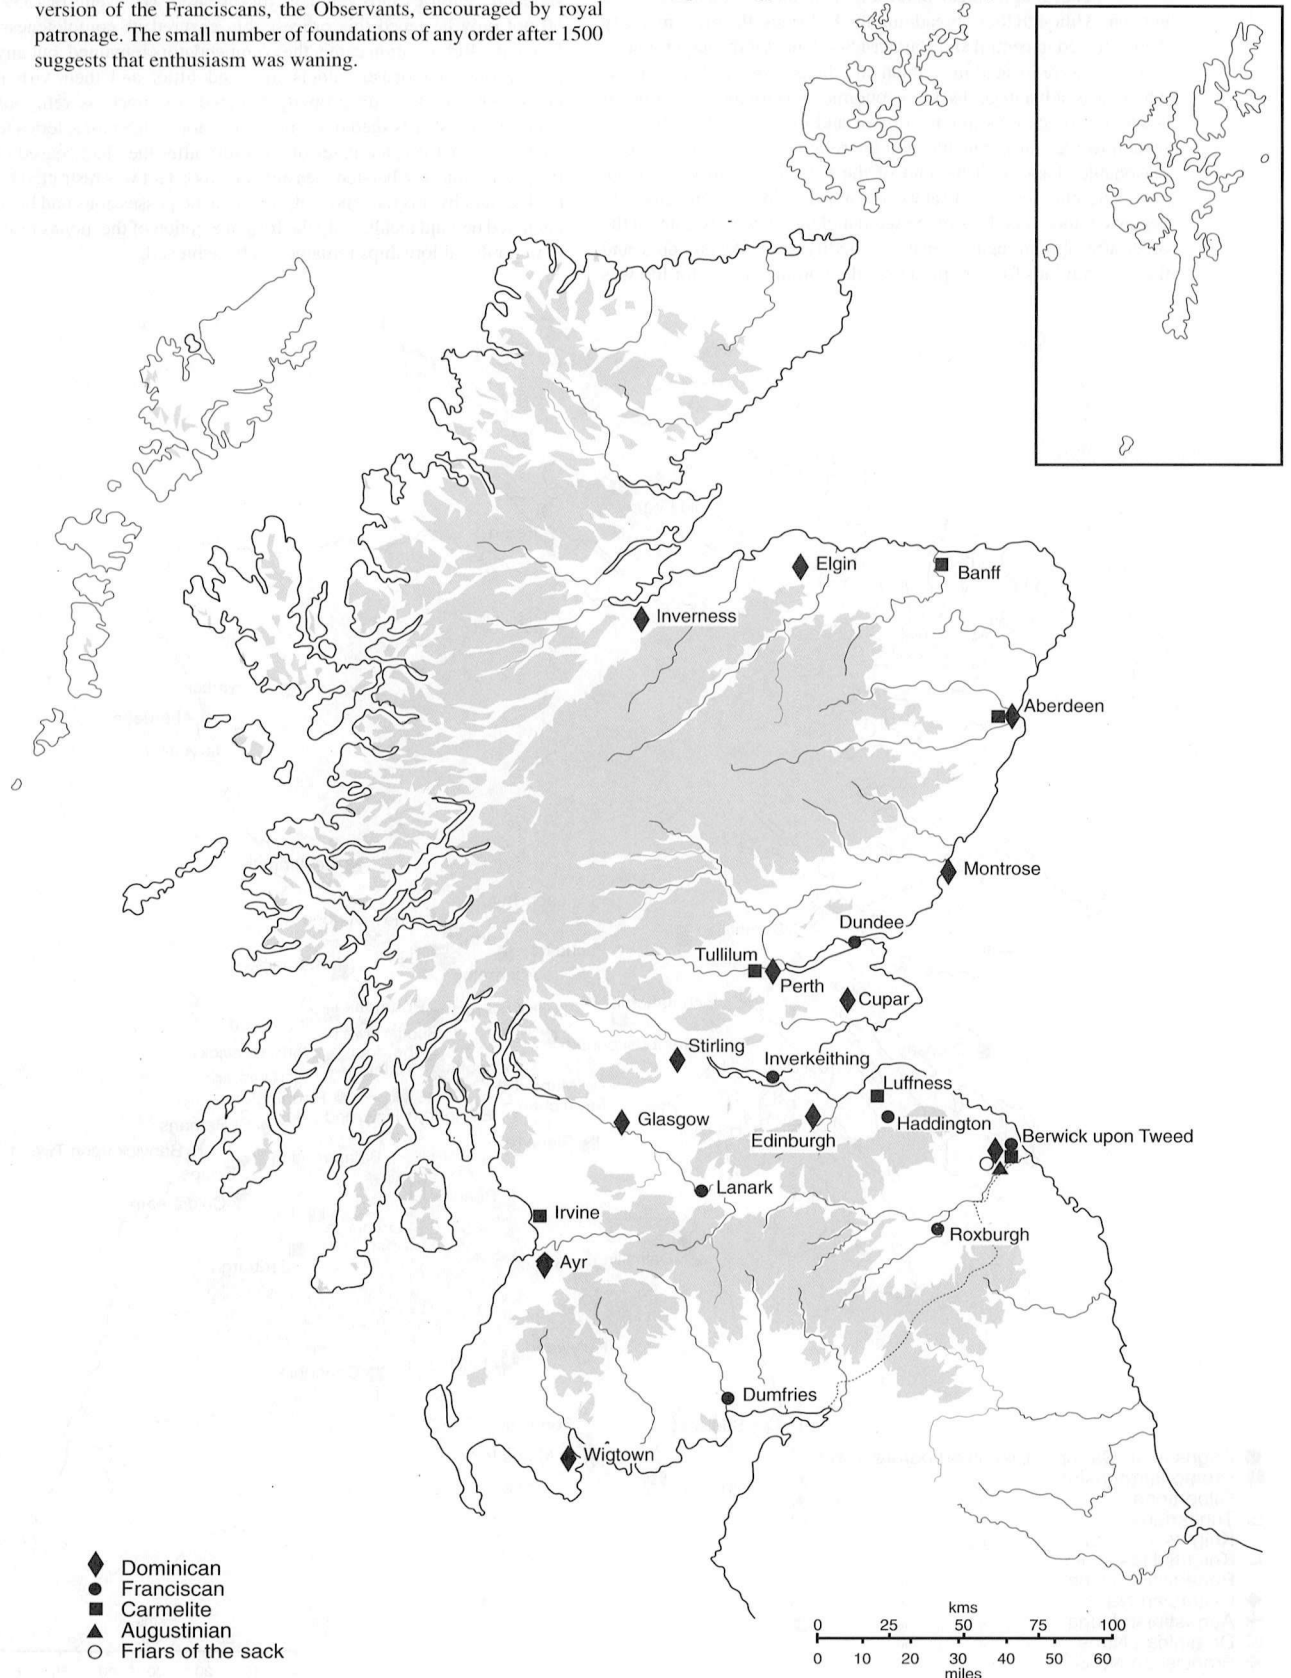 version of the Franciscans, the Observants, encouraged by royal
patronage. The small number of foundations of any order after 1500
suggests that enthusiasm was waning.
Elgin
Banff
Inverness
Aberdeen
Montrose
Dundee
Tullilum
Perth
Cupar
Stirling
Inverkeithing
Luffness
Glasgow
Edinburgh
Haddington
Berwick upon Tweed
Lanark
Irvine
Roxburgh
Ayr
Dumfries
Wigtown
Dominican
Franciscan
Carmelite
Augustinian
Friars of the sack
kms
0 25 50 75 100
0 10 20 30 40 50 60
miles